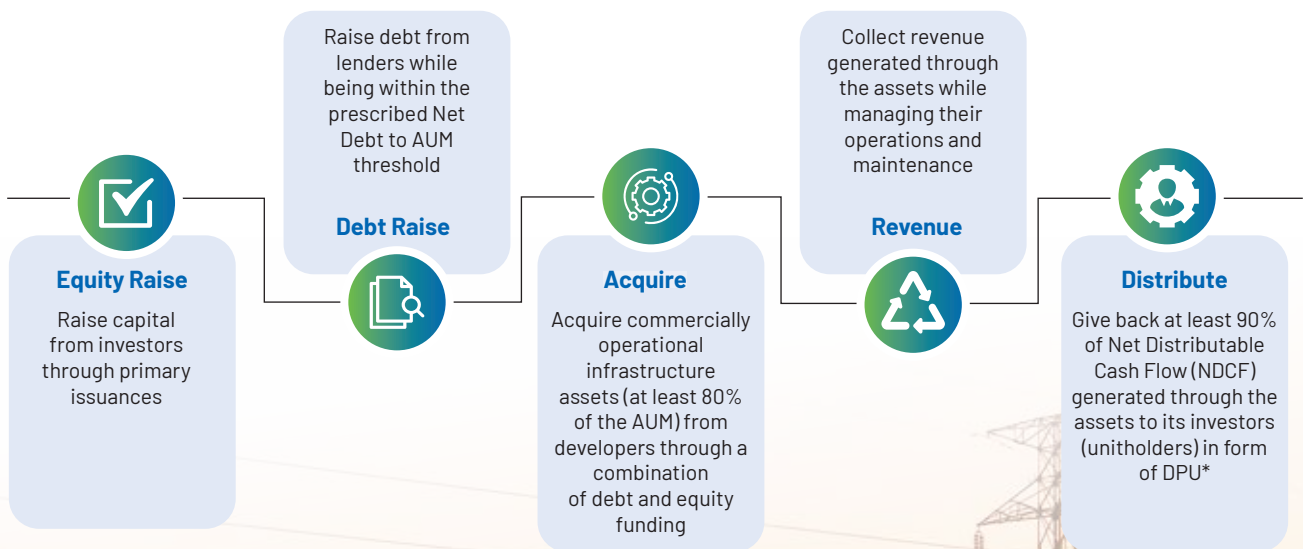 Equity Raise
Raise capital
from investors
through primary
issuances
Raise debt from
lenders while
being within the
prescribed Net
Debt to AUM
threshold
Debt Raise
Acquire
Acquire commercially
operational
infrastructure
assets (at least 80%
of the AUM) from
developers through a
combination
of debt and equity
funding
Collect revenue
generated through
the assets while
managing their
operations and
maintenance
Revenue
Distribute
Give back at least 90%
of Net Distributable
Cash Flow (NDCF)
generated through the
assets to its investors
(unitholders) in form
of DPU*